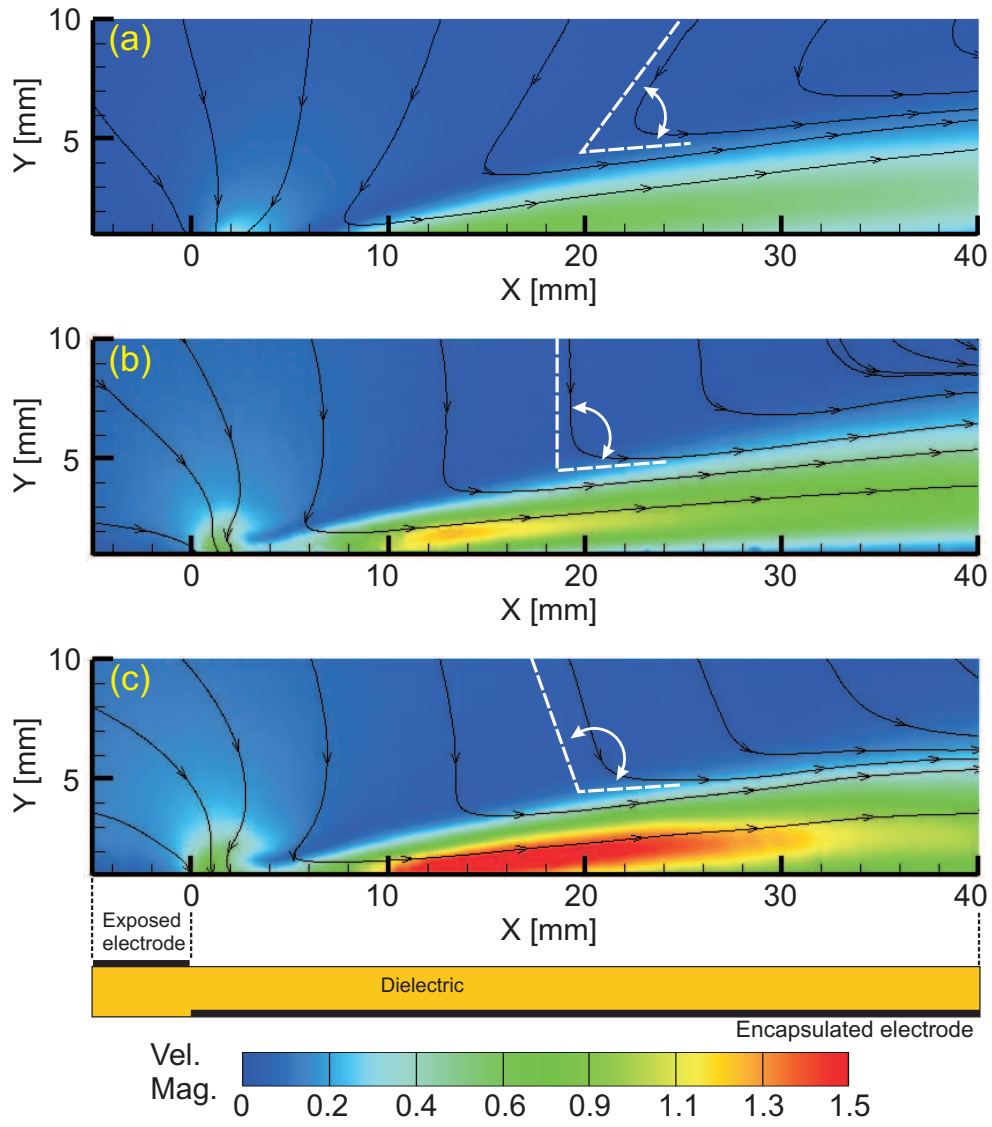 (a)
Y [mm]
10
5
0
10
20
30
40
X [mm]
(b)
Y [mm]
10
5
0
10
20
30
40
X [mm]
(c)
Y [mm]
10
5
0
10
20
30
40
X [mm]
Exposed
electrode
Dielectric
Encapsulated electrode
Vel.
Mag.
0 0.2 0.4 0.6 0.9 1.1 1.3 1.5